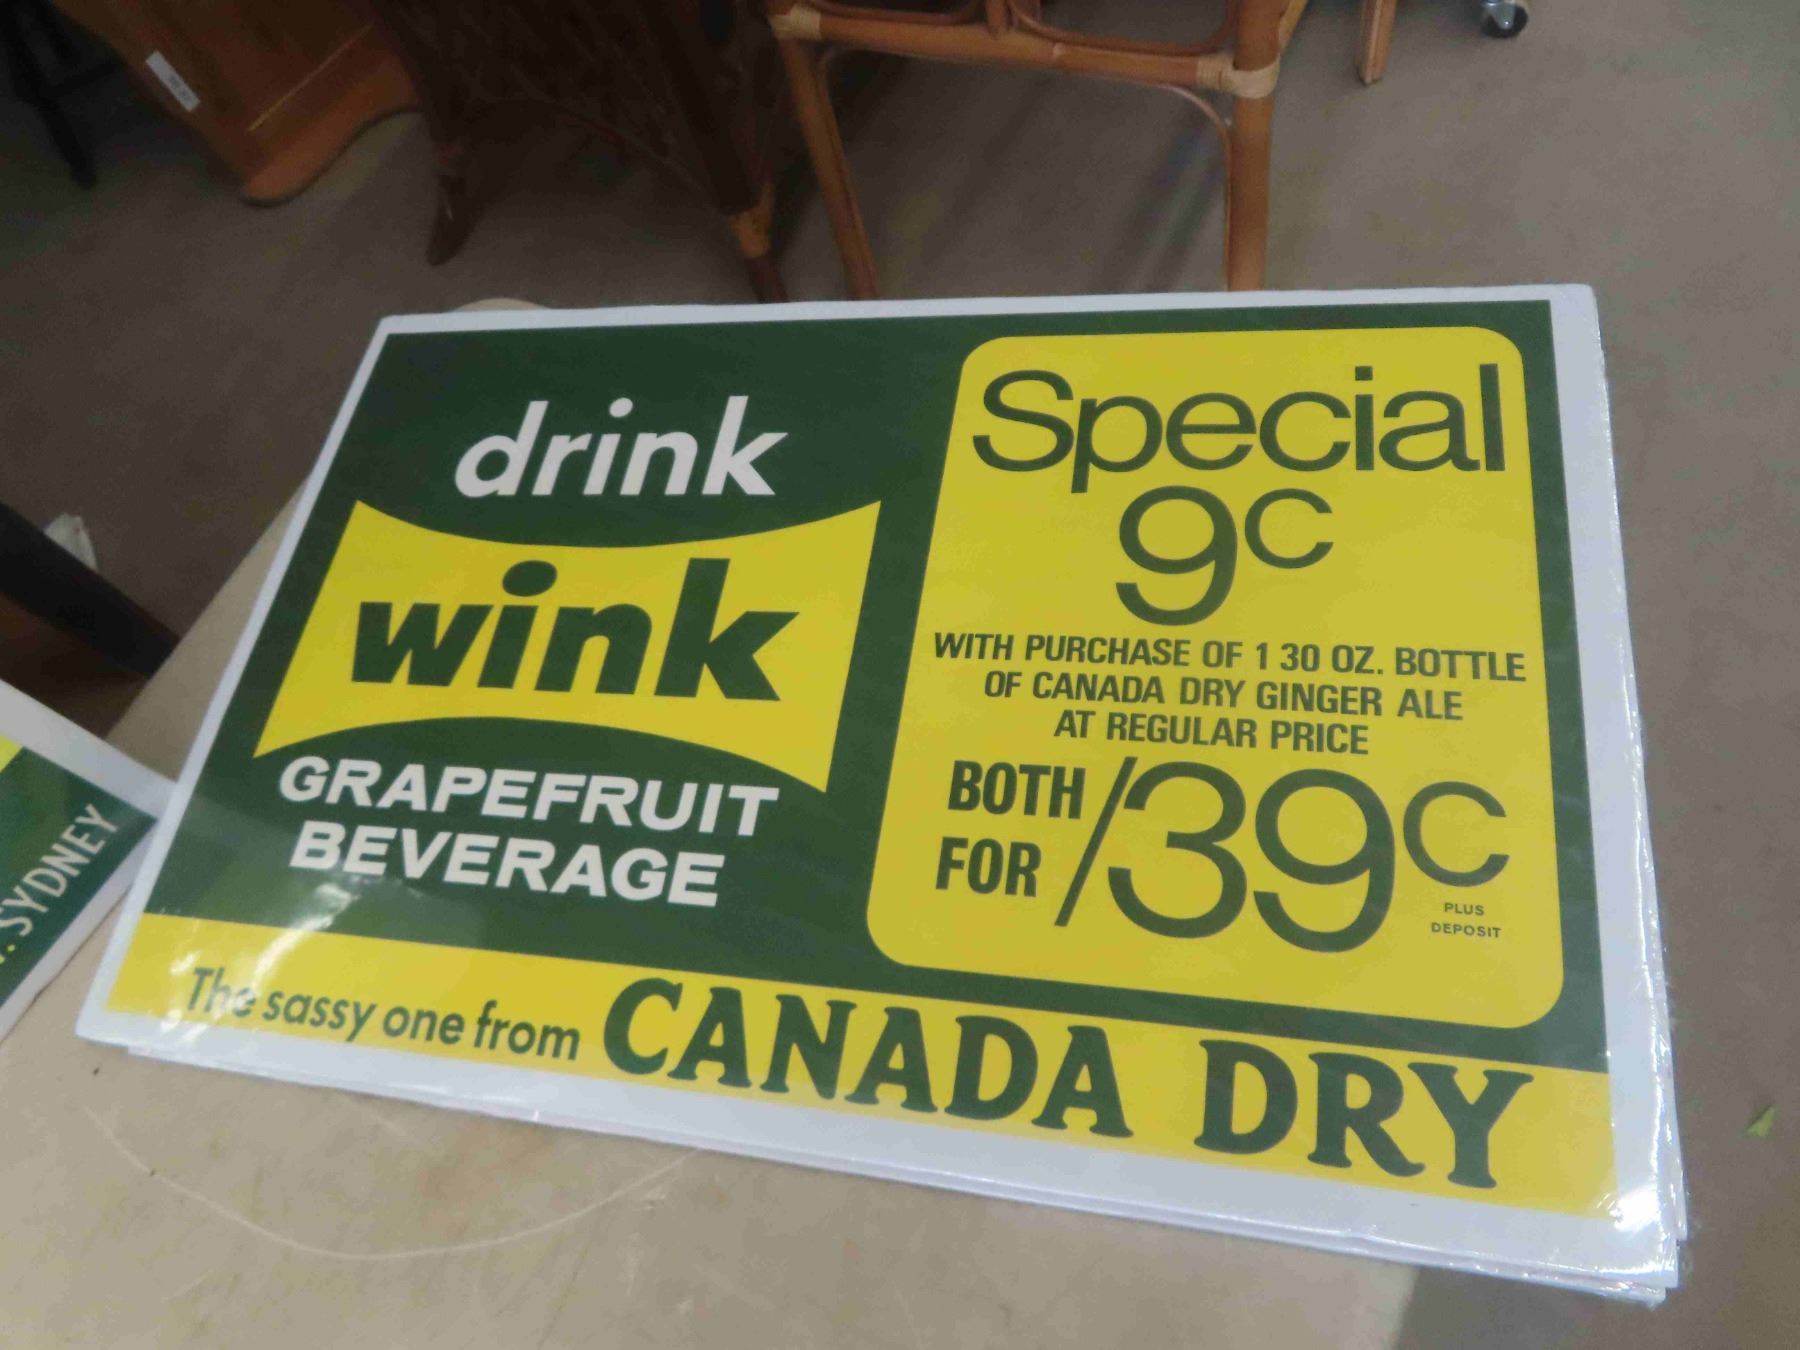 drink
wink
GRAPEFRUIT
BEVERAGE
Special
9c
WITH PURCHASE OF 1 30 OZ. BOTTLE
OF CANADA DRY GINGER ALE
AT REGULAR PRICE
BOTH
FOR /39c
PLUS
DEPOSIT
The sassy one from CANADA DRY
SYDNEY